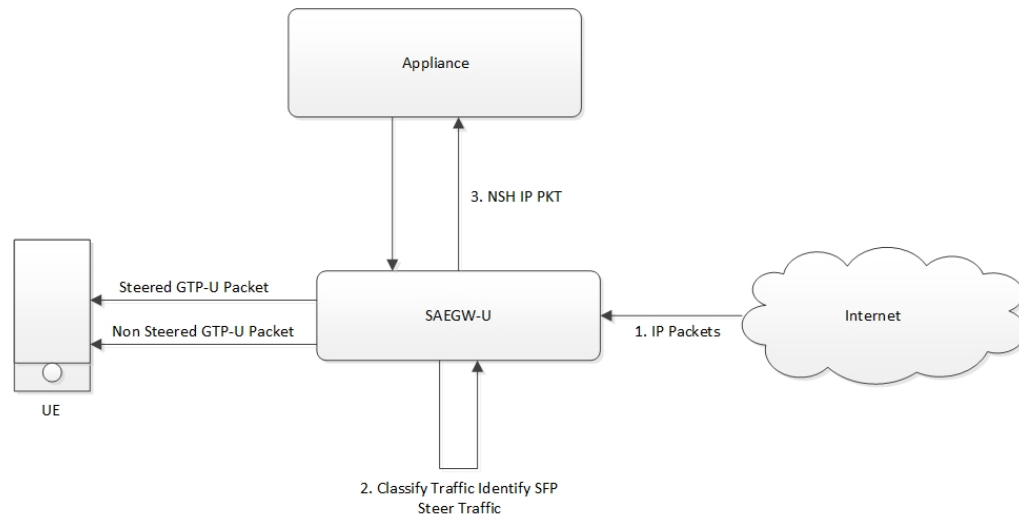 Appliance
3. NSH IP PKT
Steered GTP-U Packet
Non Steered GTP-U Packet
SAEGW-U
1. IP Packets
Internet
UE
2. Classify Traffic Identify SFP
Steer Traffic